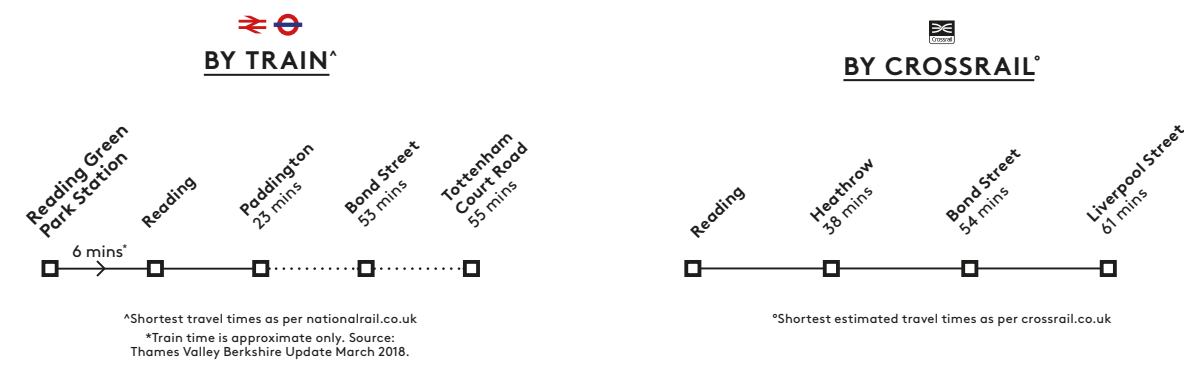 BY TRAIN^
Reading Green
Park Station
Reading
Paddington
23 mins
Bond Street
53 mins
Tottenham
Court Road
55 mins
6 mins*
^Shortest travel times as per nationalrail.co.uk
*Train time is approximate only. Source:
Thames Valley Berkshire Update March 2018.
Crossrail
BY CROSSRAIL°
Reading
Heathrow
38 mins
Bond Street
54 mins
Liverpool Street
61 mins
°Shortest estimated travel times as per crossrail.co.uk